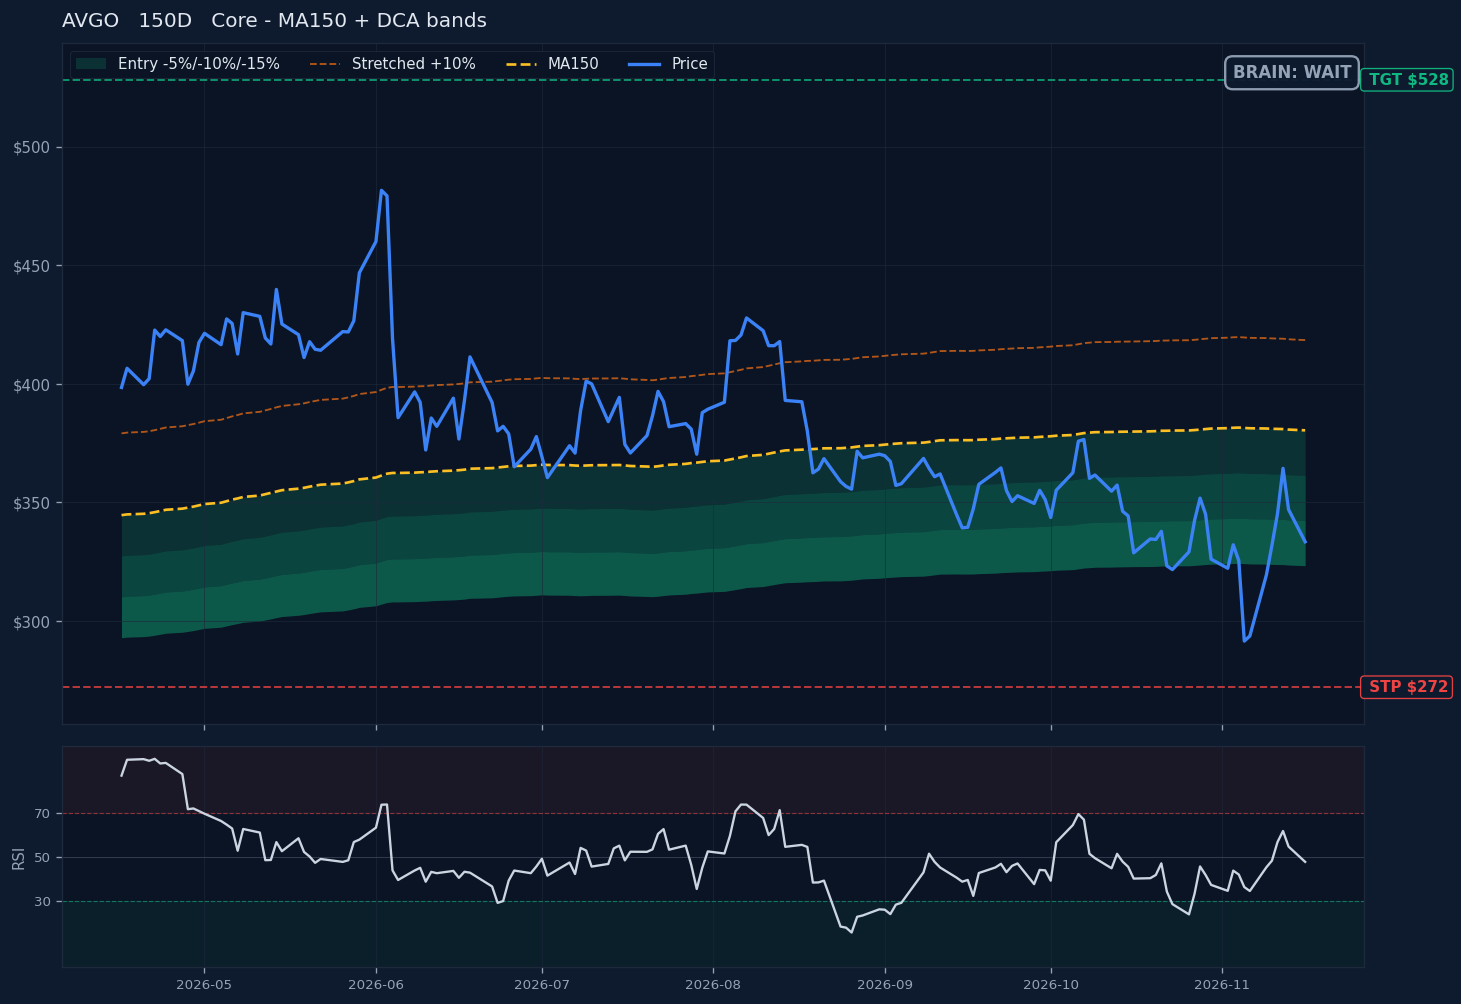 AVGO   150D   Core - MA150 + DCA bands
Entry -5%/-10%/-15%   Stretched +10%   MA150   Price
BRAIN: WAIT
TGT $528
$500
$450
$400
$350
$300
STP $272
RSI
70
50
30
2026-05   2026-06   2026-07   2026-08   2026-09   2026-10   2026-11